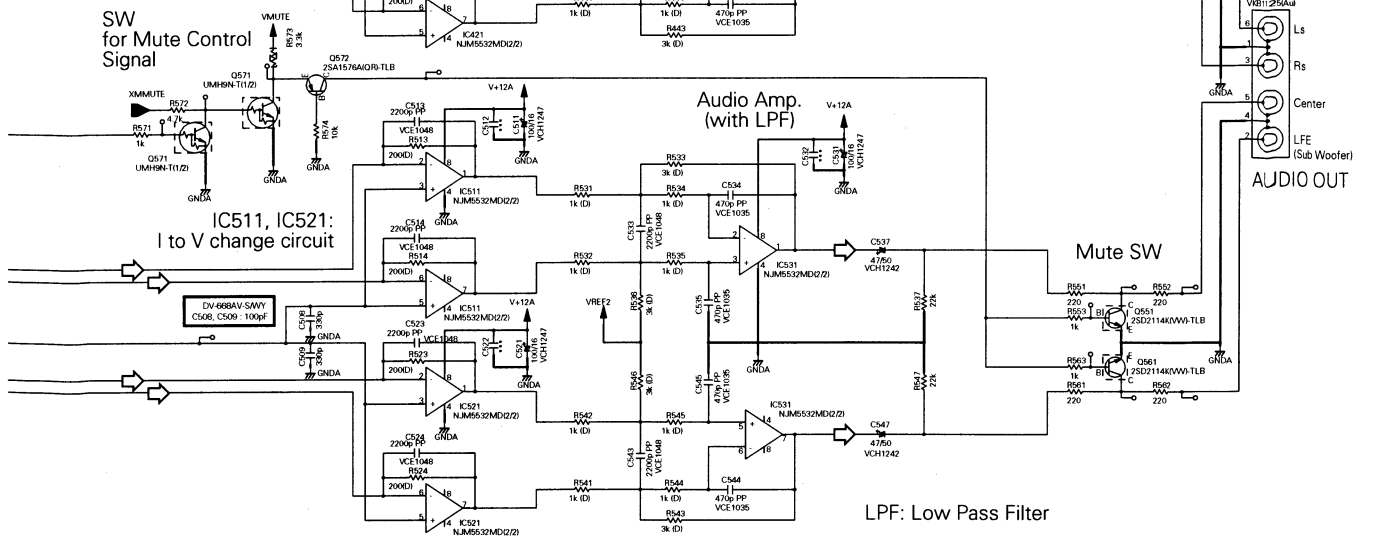 200(D)
IC421
NJM5532MD(2/2)
1k (D)
1k (D)
470p PP
VCE1035
R443
3k (D)
VKB1125(Au)
SW
for Mute Control
Signal
VMUTE
R573
3.3k
Q572
2SA1576A(QR)-TLB
Q571
UMH9N-T(1/2)
XMMUTE
R572
4.7k
R571
1k
Q571
UMH9N-T(1/2)
GNDA
GNDA
R574
10k
GNDA
C513
2200p PP
VCE1048
R513
200(D)
IC511
NJM5532MD(2/2)
GNDA
V+12A
C512
C511
100/16
VCH1247
GNDA
Audio Amp.
(with LPF)
V+12A
C532
C531
100/16
VCH1247
GNDA
6
Ls
1
3
Rs
GNDA
5
Center
4
2
LFE
(Sub Woofer)
AUDIO OUT
IC511, IC521:
I to V change circuit
C514
2200p PP
VCE1048
R514
200(D)
IC511
NJM5532MD(2/2)
DV-668AV-S/WY
C508, C509 : 100pF
C508
330p
GNDA
C509
330p
GNDA
R531
1k (D)
R533
3k (D)
R534
1k (D)
C534
470p PP
VCE1035
C533
2200p PP
VCE1048
R532
1k (D)
R535
1k (D)
IC531
NJM5532MD(2/2)
C537
47/50
VCH1242
Mute SW
R551
220
R552
220
R553
1k
Q551
2SD2114K(VW)-TLB
GNDA
R563
1k
Q561
2SD2114K(VW)-TLB
R561
220
R562
220
VREF2
R536
3k (D)
C535
470p PP
VCE1035
R537
22k
GNDA
R546
3k (D)
C545
470p PP
VCE1035
R547
22k
C523
2200p PP
VCE1048
R523
200(D)
IC521
NJM5532MD(2/2)
GNDA
V+12A
C522
C521
100/16
VCH1247
GNDA
R542
1k (D)
R545
1k (D)
IC531
NJM5532MD(2/2)
C547
47/50
VCH1242
C524
2200p PP
VCE1048
R524
200(D)
IC521
NJM5532MD(2/2)
C543
2200p PP
VCE1048
R541
1k (D)
R544
1k (D)
C544
470p PP
VCE1035
R543
3k (D)
LPF: Low Pass Filter